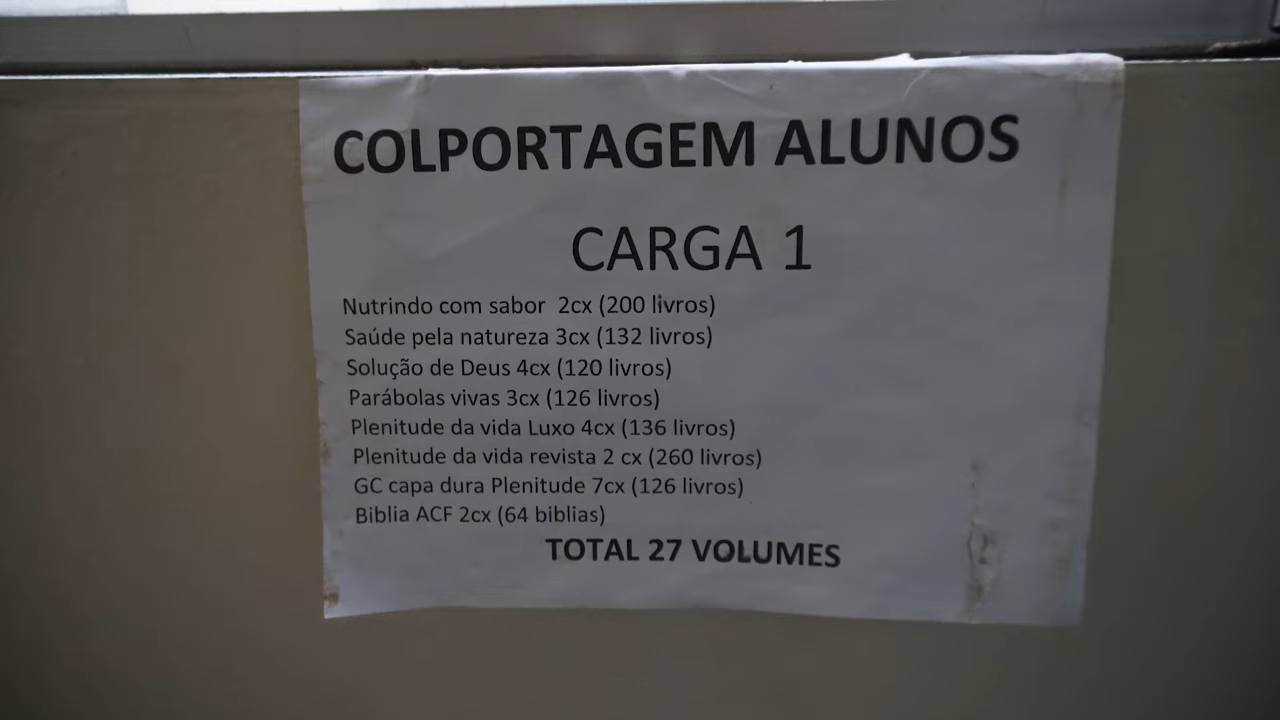 COLPORTAGEM ALUNOS
CARGA 1
Nutrindo com sabor 2cx (200 livros)
Saúde pela natureza 3cx (132 livros)
Solução de Deus 4cx (120 livros)
Parábolas vivas 3cx (126 livros)
Plenitude da vida Luxo 4cx (136 livros)
Plenitude da vida revista 2 cx (260 livros)
GC capa dura Plenitude 7cx (126 livros)
Biblia ACF 2cx (64 biblias)
TOTAL 27 VOLUMES